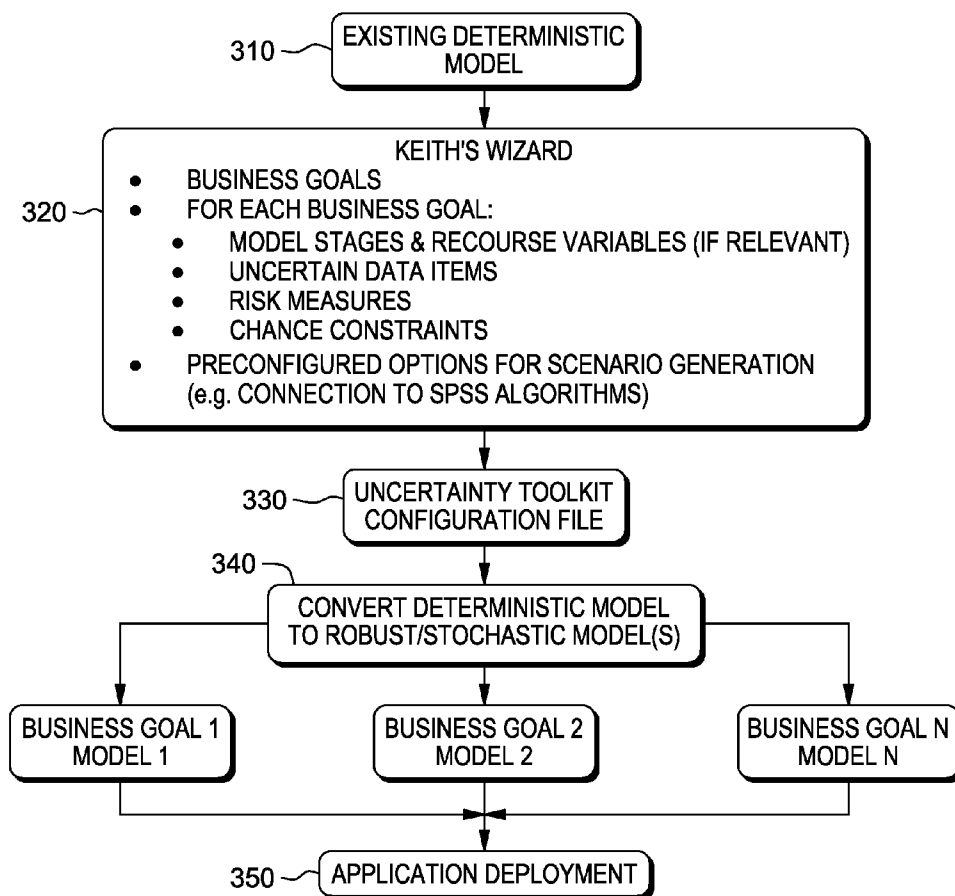 310
EXISTING DETERMINISTIC
MODEL
320
KEITH'S WIZARD
• BUSINESS GOALS
• FOR EACH BUSINESS GOAL:
• MODEL STAGES & RECOURSE VARIABLES (IF RELEVANT)
• UNCERTAIN DATA ITEMS
• RISK MEASURES
• CHANCE CONSTRAINTS
• PRECONFIGURED OPTIONS FOR SCENARIO GENERATION
(e.g. CONNECTION TO SPSS ALGORITHMS)
330
UNCERTAINTY TOOLKIT
CONFIGURATION FILE
340
CONVERT DETERMINISTIC MODEL
TO ROBUST/STOCHASTIC MODEL(S)
BUSINESS GOAL 1
MODEL 1
BUSINESS GOAL 2
MODEL 2
BUSINESS GOAL N
MODEL N
350
APPLICATION DEPLOYMENT